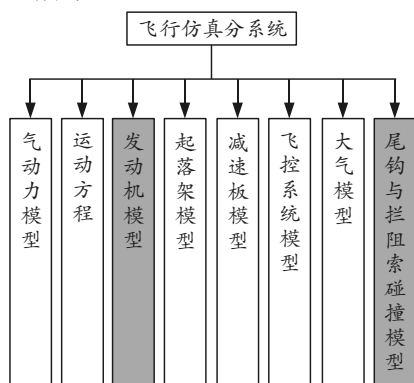 飞行仿真分系统
气动力模型
运动方程
发动机模型
起落架模型
减速板模型
飞控系统模型
大气模型
尾钩与拦阻索碰撞模型